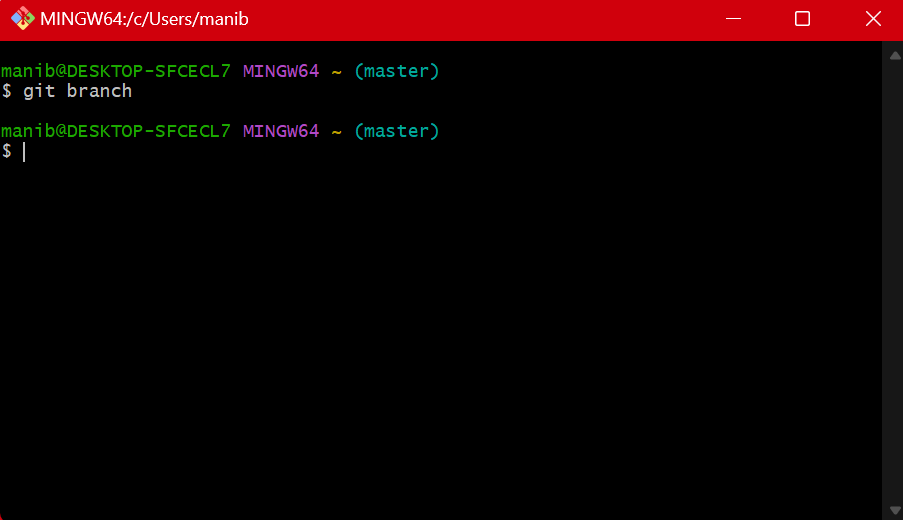 MINGW64:/c/Users/manib
manib@DESKTOP-SFCECL7 MINGW64 ~ (master)
$ git branch
manib@DESKTOP-SFCECL7 MINGW64 ~ (master)
$